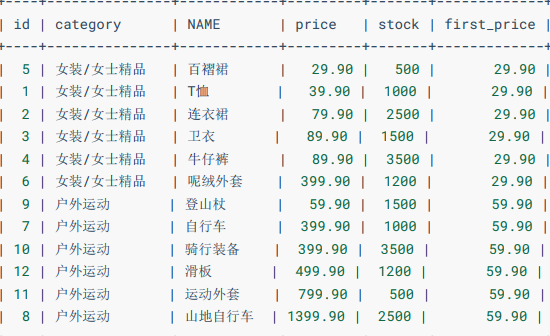 | id | category | NAME | price | stock | first_price |
| 5 | 女装/女士精品 | 百褶裙 | 29.90 | 500 | 29.90 |
| 1 | 女装/女士精品 | T恤 | 39.90 | 1000 | 29.90 |
| 2 | 女装/女士精品 | 连衣裙 | 79.90 | 2500 | 29.90 |
| 3 | 女装/女士精品 | 卫衣 | 89.90 | 1500 | 29.90 |
| 4 | 女装/女士精品 | 牛仔裤 | 89.90 | 3500 | 29.90 |
| 6 | 女装/女士精品 | 呢绒外套 | 399.90 | 1200 | 29.90 |
| 9 | 户外运动 | 登山杖 | 59.90 | 1500 | 59.90 |
| 7 | 户外运动 | 自行车 | 399.90 | 1000 | 59.90 |
| 10 | 户外运动 | 骑行装备 | 399.90 | 3500 | 59.90 |
| 12 | 户外运动 | 滑板 | 499.90 | 1200 | 59.90 |
| 11 | 户外运动 | 运动外套 | 799.90 | 500 | 59.90 |
| 8 | 户外运动 | 山地自行车 | 1399.90 | 2500 | 59.90 |